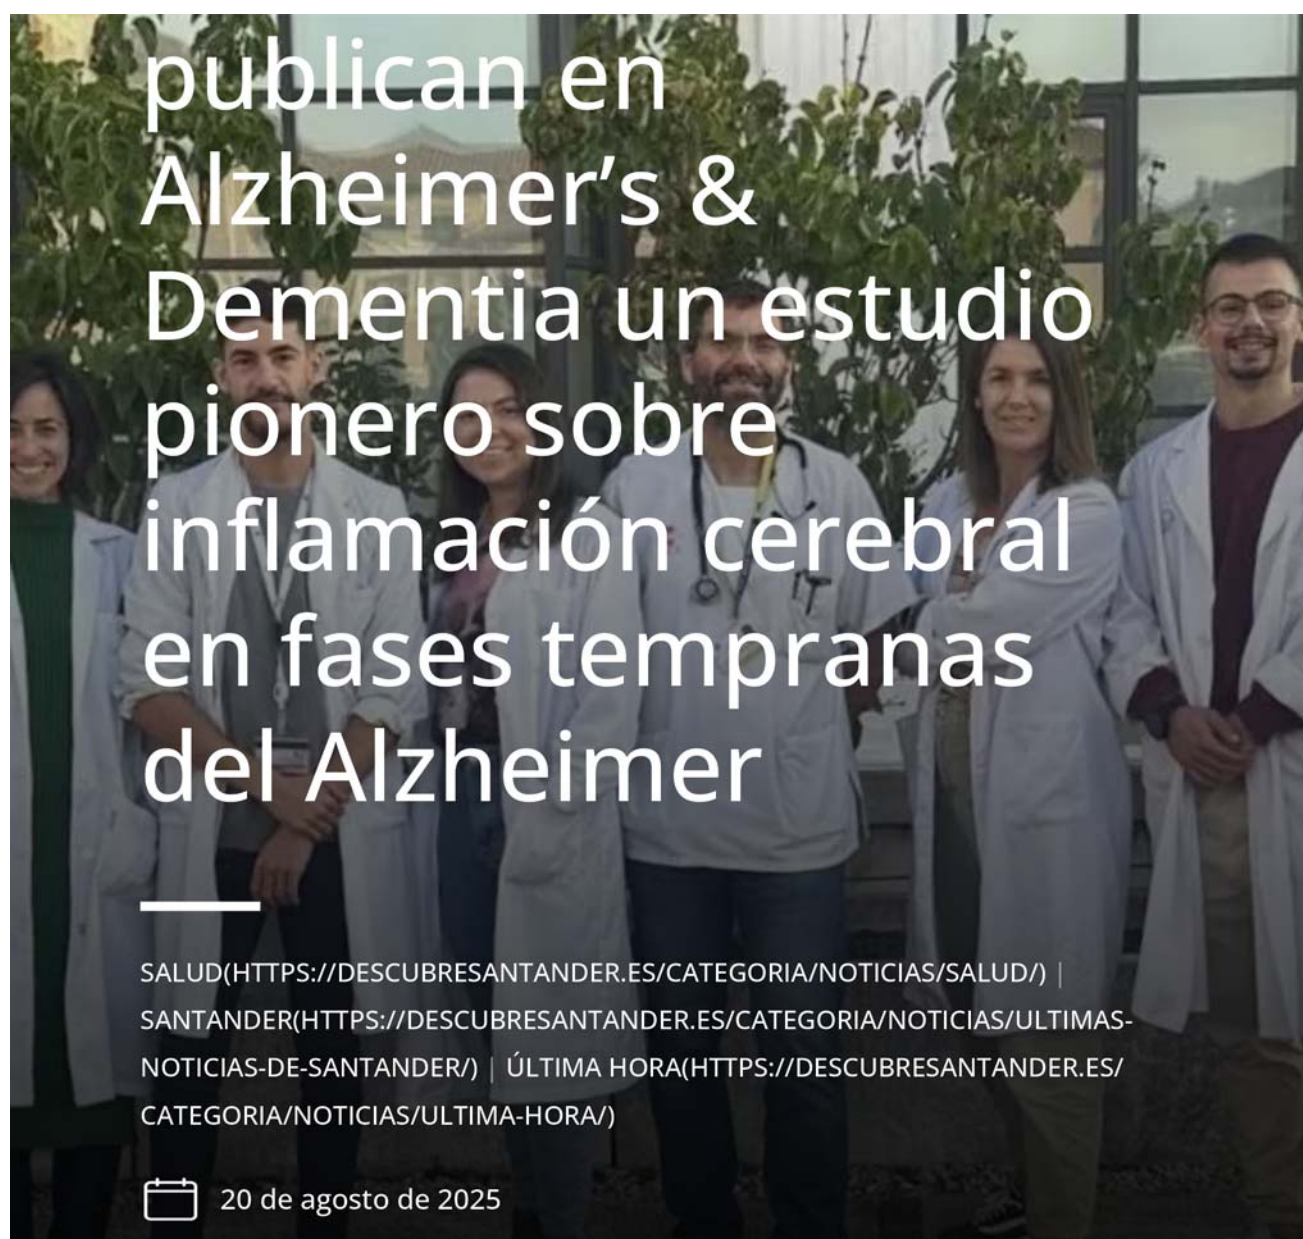 publican en
Alzheimer’s &
Dementia un estudio
pionero sobre
inflamación cerebral
en fases tempranas
del Alzheimer
SALUD(HTTPS://DESCUBRESANTANDER.ES/CATEGORIA/NOTICIAS/SALUD/) |
SANTANDER(HTTPS://DESCUBRESANTANDER.ES/CATEGORIA/NOTICIAS/ULTIMAS-
NOTICIAS-DE-SANTANDER/) | ÚLTIMA HORA(HTTPS://DESCUBRESANTANDER.ES/
CATEGORIA/NOTICIAS/ULTIMA-HORA/)
20 de agosto de 2025